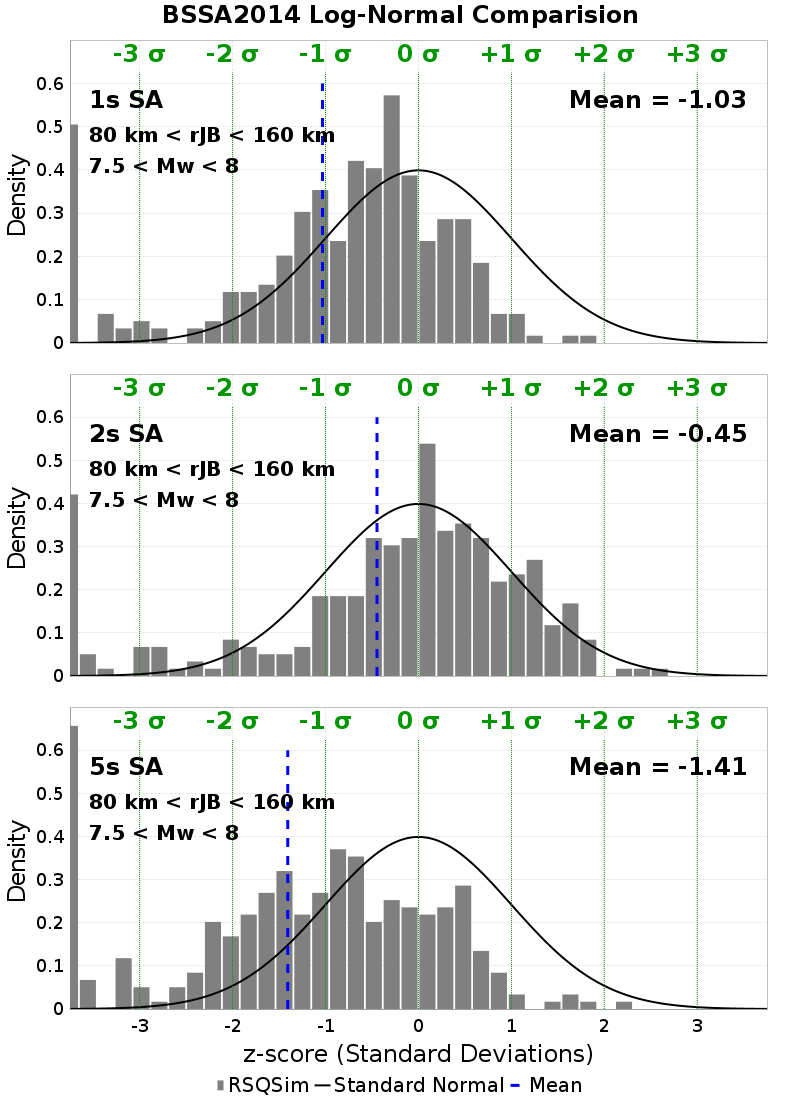 BSSA2014 Log-Normal Comparision
-3 σ -2 σ -1 σ 0 σ +1 σ +2 σ +3 σ
1s SA Mean = -1.03
80 km < rJB < 160 km
7.5 < Mw < 8
0.6
0.5
0.4
0.3
0.2
0.1
0
Density
-3 σ -2 σ -1 σ 0 σ +1 σ +2 σ +3 σ
2s SA Mean = -0.45
80 km < rJB < 160 km
7.5 < Mw < 8
0.6
0.5
0.4
0.3
0.2
0.1
0
Density
-3 σ -2 σ -1 σ 0 σ +1 σ +2 σ +3 σ
5s SA Mean = -1.41
80 km < rJB < 160 km
7.5 < Mw < 8
0.6
0.5
0.4
0.3
0.2
0.1
0
Density
-3 -2 -1 0 1 2 3
z-score (Standard Deviations)
RSQSim Standard Normal Mean